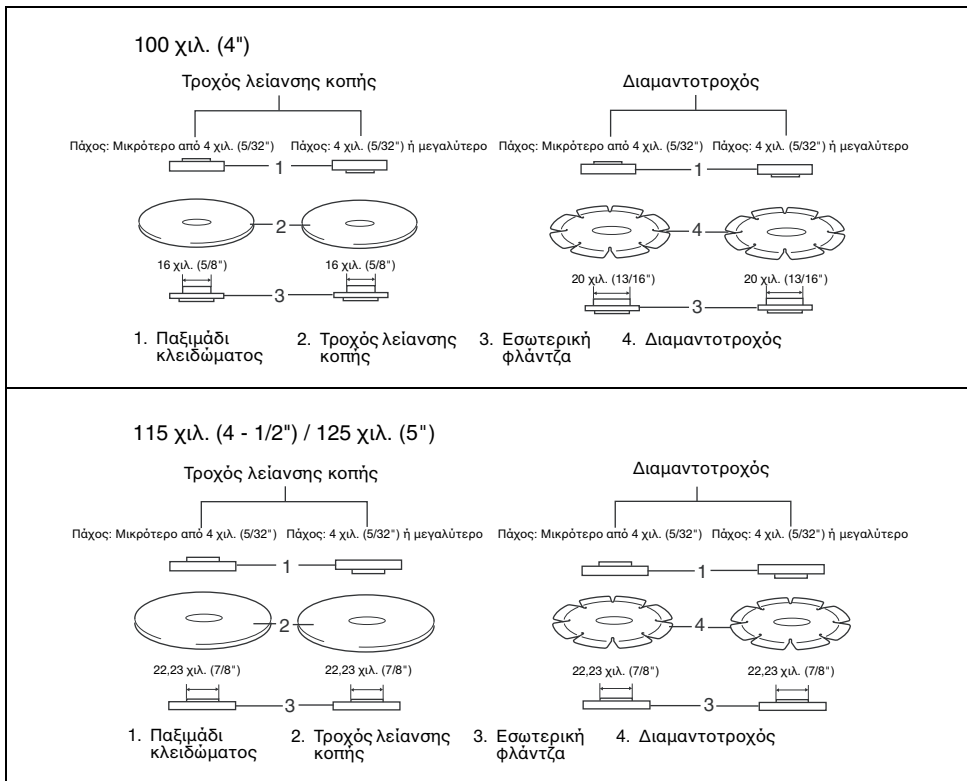 100 χιλ. (4")
Τροχός λείανσης κοπής
Διαμαντοτροχός
Πάχος: Μικρότερο από 4 χιλ. (5/32")
Πάχος: 4 χιλ. (5/32") ή μεγαλύτερο
Πάχος: Μικρότερο από 4 χιλ. (5/32")
Πάχος: 4 χιλ. (5/32") ή μεγαλύτερο
1
1
2
4
16 χιλ. (5/8")
16 χιλ. (5/8")
20 χιλ. (13/16")
20 χιλ. (13/16")
3
3
1. Παξιμάδι
κλειδώματος
2. Τροχός λείανσης
κοπής
3. Εσωτερική
φλάντζα
4. Διαμαντοτροχός
115 χιλ. (4 - 1/2") / 125 χιλ. (5")
Τροχός λείανσης κοπής
Διαμαντοτροχός
Πάχος: Μικρότερο από 4 χιλ. (5/32")
Πάχος: 4 χιλ. (5/32") ή μεγαλύτερο
Πάχος: Μικρότερο από 4 χιλ. (5/32")
Πάχος: 4 χιλ. (5/32") ή μεγαλύτερο
1
1
2
4
22,23 χιλ. (7/8")
22,23 χιλ. (7/8")
22,23 χιλ. (7/8")
22,23 χιλ. (7/8")
3
3
1. Παξιμάδι
κλειδώματος
2. Τροχός λείανσης
κοπής
3. Εσωτερική
φλάντζα
4. Διαμαντοτροχός